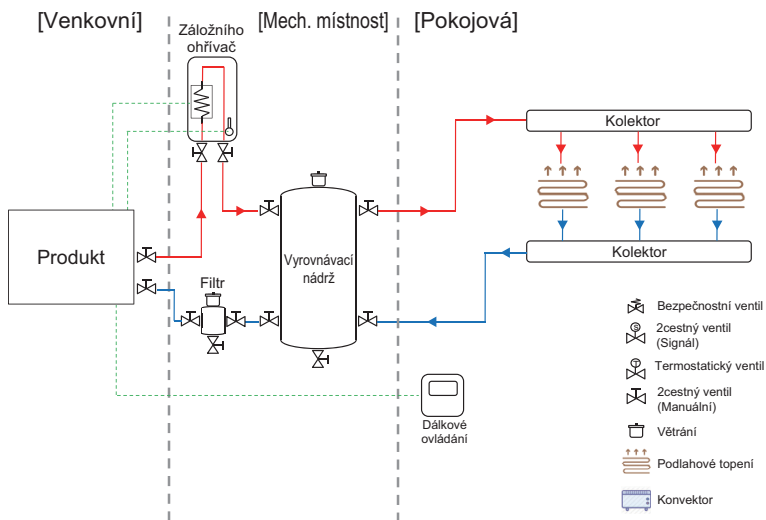 [Venkovní]
[Mech. místnost]
[Pokojová]
Záložního
ohřívač
Kolektor
Produkt
Vyrovnávací
nádrž
Filtr
Kolektor
Dálkové
ovládání
Bezpečnostní ventil
S
2cestný ventil
(Signál)
T
Termostatický ventil
2cestný ventil
(Manuální)
Větrání
Podlahové topení
Konvektor